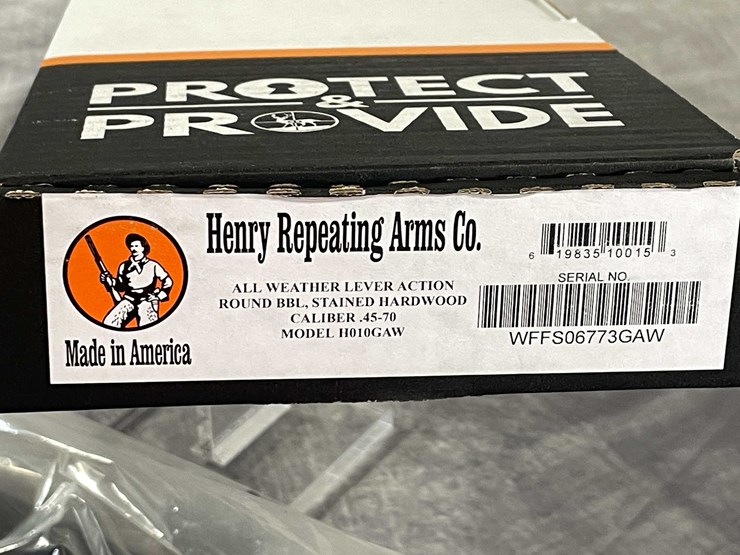 PROTECT
&
PROVIDE
Henry Repeating Arms Co.
ALL WEATHER LEVER ACTION
ROUND BBL, STAINED HARDWOOD
CALIBER .45-70
MODEL H010GAW
Made in America
6 19835 10015 3
SERIAL NO.
WFFS06773GAW